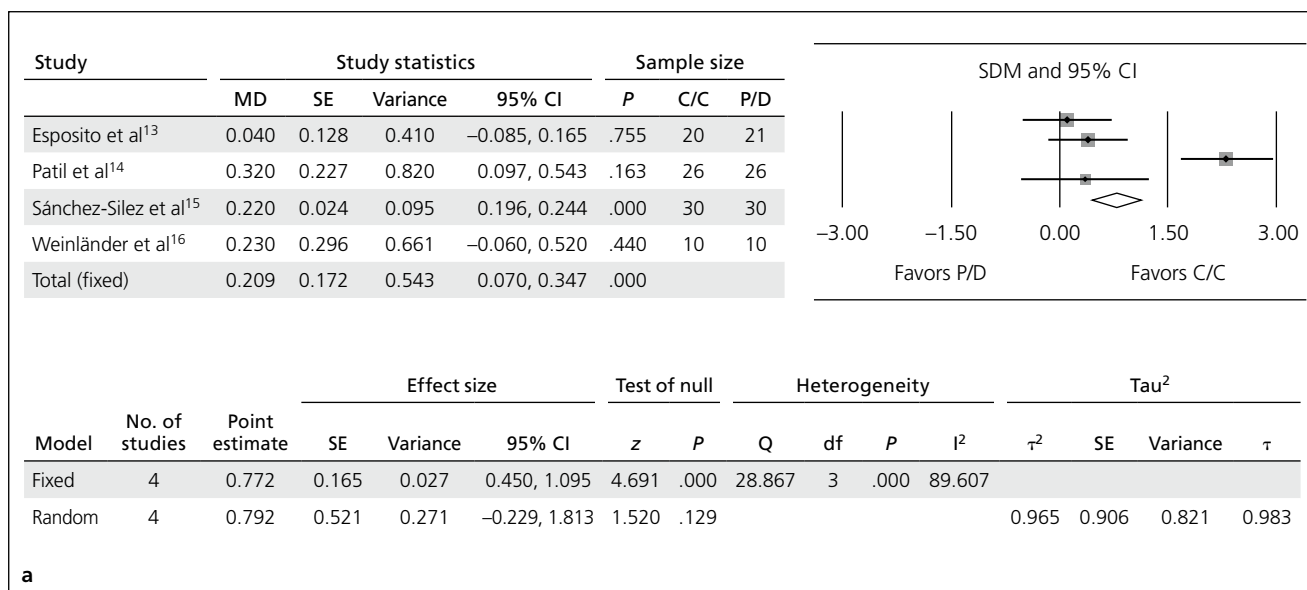 Study Study statistics Sample size
MD SE Variance 95% CI P C/C P/D
Esposito et al13 0.040 0.128 0.410 –0.085, 0.165 .755 20 21
Patil et al14 0.320 0.227 0.820 0.097, 0.543 .163 26 26
Sánchez-Silez et al15 0.220 0.024 0.095 0.196, 0.244 .000 30 30
Weinländer et al16 0.230 0.296 0.661 –0.060, 0.520 .440 10 10
Total (fixed) 0.209 0.172 0.543 0.070, 0.347 .000
SDM and 95% CI
–3.00 –1.50 0.00 1.50 3.00
Favors P/D Favors C/C
Effect size Test of null Heterogeneity Tau2
Model No. of studies Point estimate SE Variance 95% CI z P Q df P I2 τ2 SE Variance τ
Fixed 4 0.772 0.165 0.027 0.450, 1.095 4.691 .000 28.867 3 .000 89.607
Random 4 0.792 0.521 0.271 –0.229, 1.813 1.520 .129 0.965 0.906 0.821 0.983
a